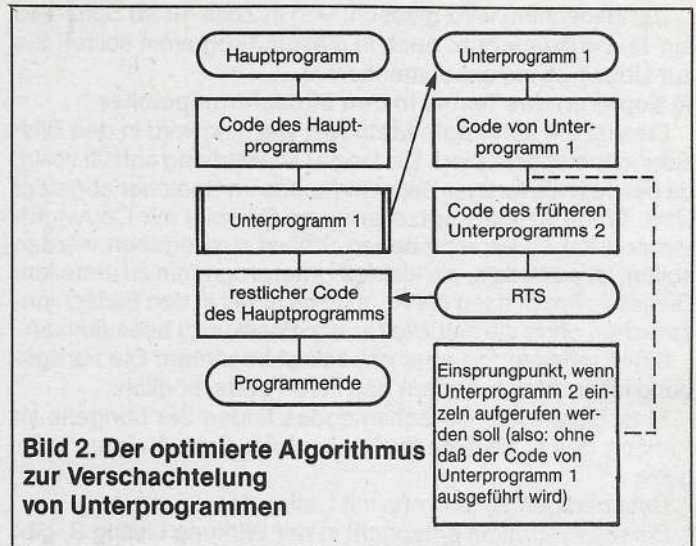 Hauptprogramm
Code des Haupt-
programms
Unterprogramm 1
restlicher Code
des Hauptprogramms
Programmende
Unterprogramm 1
Code von Unter-
programm 1
Code des früheren
Unterprogramms 2
RTS
Einsprungpunkt, wenn
Unterprogramm 2 ein-
zeln aufgerufen wer-
den soll (also: ohne
daß der Code von
Unterprogramm 1
ausgeführt wird)
Bild 2. Der optimierte Algorithmus
zur Verschachtelung
von Unterprogrammen